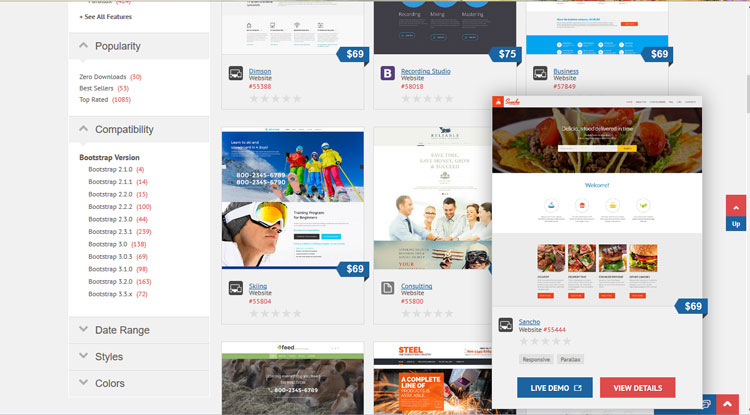 + See All Features
Popularity
Zero Downloads (30)
Best Sellers (53)
Top Rated (1085)
Compatibility
Bootstrap Version
Bootstrap 2.1.0 (4)
Bootstrap 2.1.1 (14)
Bootstrap 2.2.0 (15)
Bootstrap 2.2.2 (100)
Bootstrap 2.3.0 (44)
Bootstrap 2.3.1 (239)
Bootstrap 3.0 (138)
Bootstrap 3.0.3 (69)
Bootstrap 3.1.0 (98)
Bootstrap 3.2.0 (163)
Bootstrap 3.3.x (72)
Date Range
Styles
Colors
$69
Dimson
Website
#55388
Recording
Mixing
Mastering
$75
Recording Studio
Website
#58018
$69
Business
Website
#57849
Learn to ski and
800-2345-6789
800-2345-6790
Training Program
for Beginners
$69
Skiing
Website
#55804
RELIABLE
SAVE TIME,
SAVE MONEY, GROW
& SUCCEED
YOUR
Consulting
Website
#55800
feed
800-2345-6789
STEEL
A COMPLETE
LINE OF
PRODUCTS IS
AVAILABLE
Sancho
Delicious food delivered in time
Welcome!
$69
Sancho
Website #55444
Responsive
Parallax
LIVE DEMO
VIEW DETAILS
Up